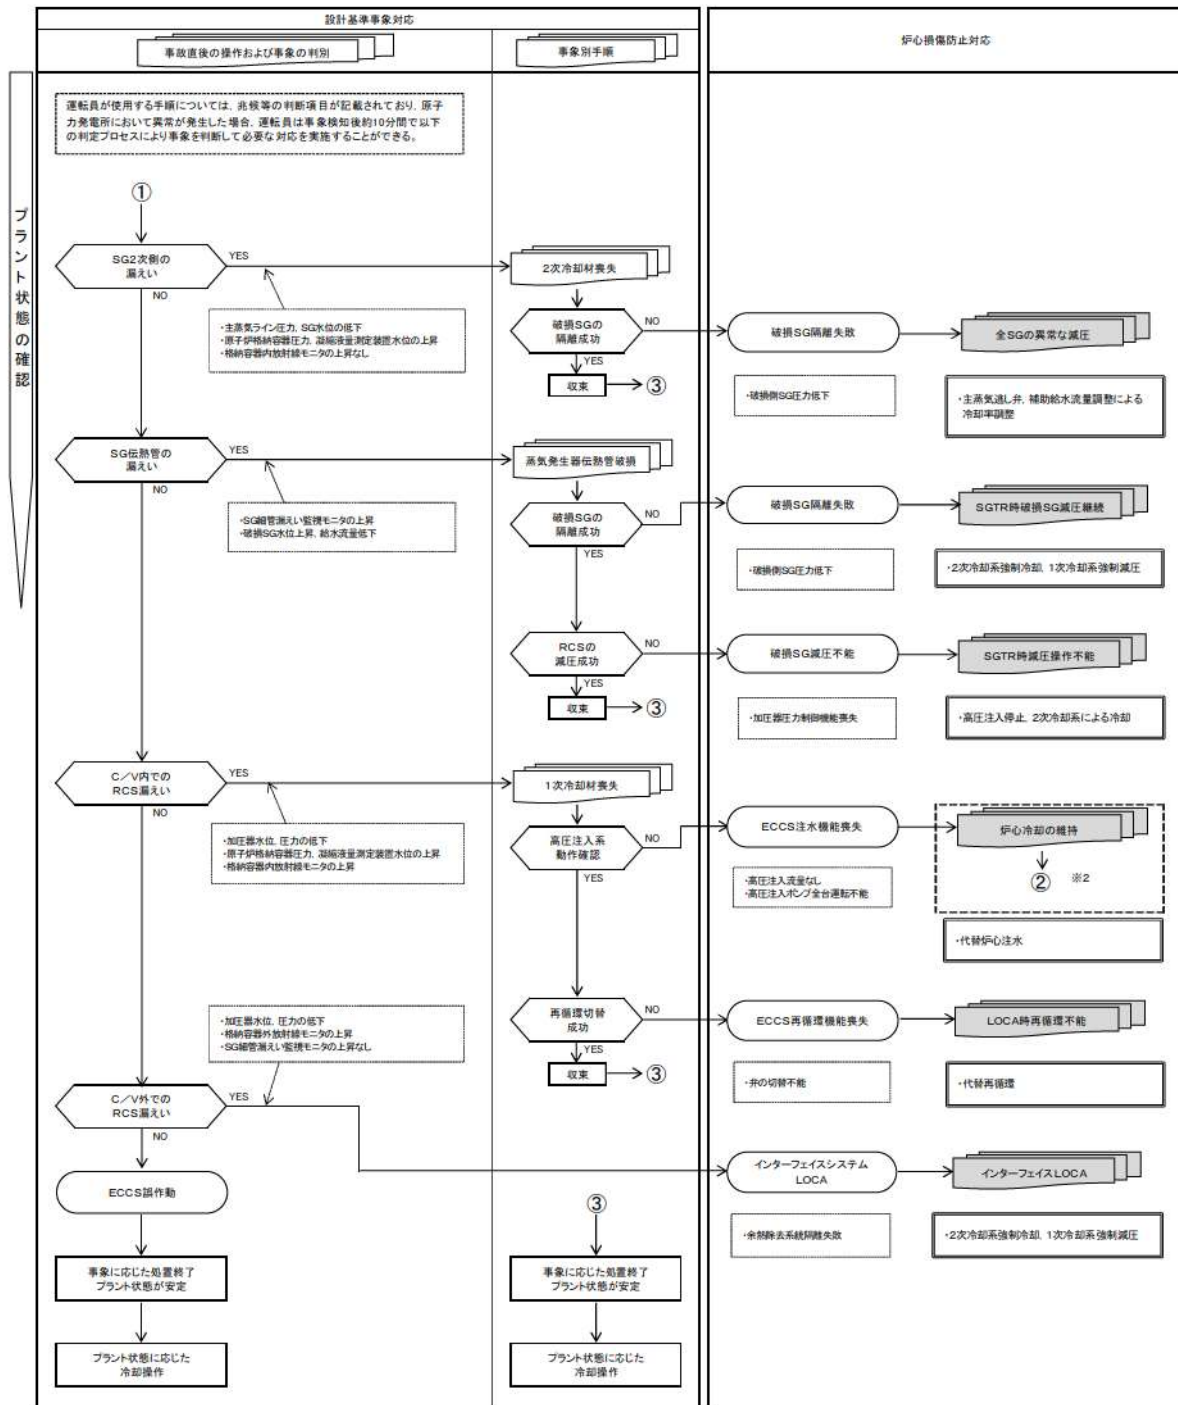 設計基準事象対応
事故直後の操作および事象の判別
事象別手順
炉心損傷防止対応
プラント状態の確認
運転員が使用する手順については、兆候等の判断項目が記載されており、原子
力発電所において異常が発生した場合、運転員は事象検知後約10分間で以下
の判定プロセスにより事象を判断して必要な対応を実施することができる。
①
SG2次側の
漏えい
YES
NO
・主蒸気ライン圧力、SG水位の低下
・原子炉格納容器圧力、凝縮液量測定装置水位の上昇
・格納容器内放射線モニタの上昇なし
2次冷却材喪失
破損SGの
隔離成功
NO
YES
収束
③
破損SG隔離失敗
・破損側SG圧力低下
全SGの異常な減圧
・主蒸気逃し弁、補助給水流量調整による
冷却率調整
SG伝熱管の
漏えい
YES
NO
・SG細管漏えい監視モニタの上昇
・破損SG水位上昇、給水流量低下
蒸気発生器伝熱管破損
破損SGの
隔離成功
NO
YES
破損SG隔離失敗
・破損側SG圧力低下
SGTR時破損SG減圧継続
・2次冷却系強制冷却、1次冷却系強制減圧
RCSの
減圧成功
NO
YES
収束
③
破損SG減圧不能
・加圧器圧力制御機能喪失
SGTR時減圧操作不能
・高圧注入停止、2次冷却系による冷却
C/V内での
RCS漏えい
YES
NO
・加圧器水位、圧力の低下
・原子炉格納容器圧力、凝縮液量測定装置水位の上昇
・格納容器内放射線モニタの上昇
1次冷却材喪失
高圧注入系
動作確認
NO
YES
ECCS注水機能喪失
・高圧注入流量なし
・高圧注入ポンプ全台運転不能
炉心冷却の維持
② ※2
・代替炉心注水
・加圧器水位、圧力の低下
・格納容器外放射線モニタの上昇
・SG細管漏えい監視モニタの上昇なし
再循環切替
成功
NO
YES
収束
③
ECCS再循環機能喪失
・弁の切替不能
LOCA時再循環不能
・代替再循環
C/V外での
RCS漏えい
YES
NO
インターフェイスシステム
LOCA
・余熱除去系統隔離失敗
インターフェイスLOCA
・2次冷却系強制冷却、1次冷却系強制減圧
ECCS誤作動
事象に応じた処置終了
プラント状態が安定
プラント状態に応じた
冷却操作
③
事象に応じた処置終了
プラント状態が安定
プラント状態に応じた
冷却操作